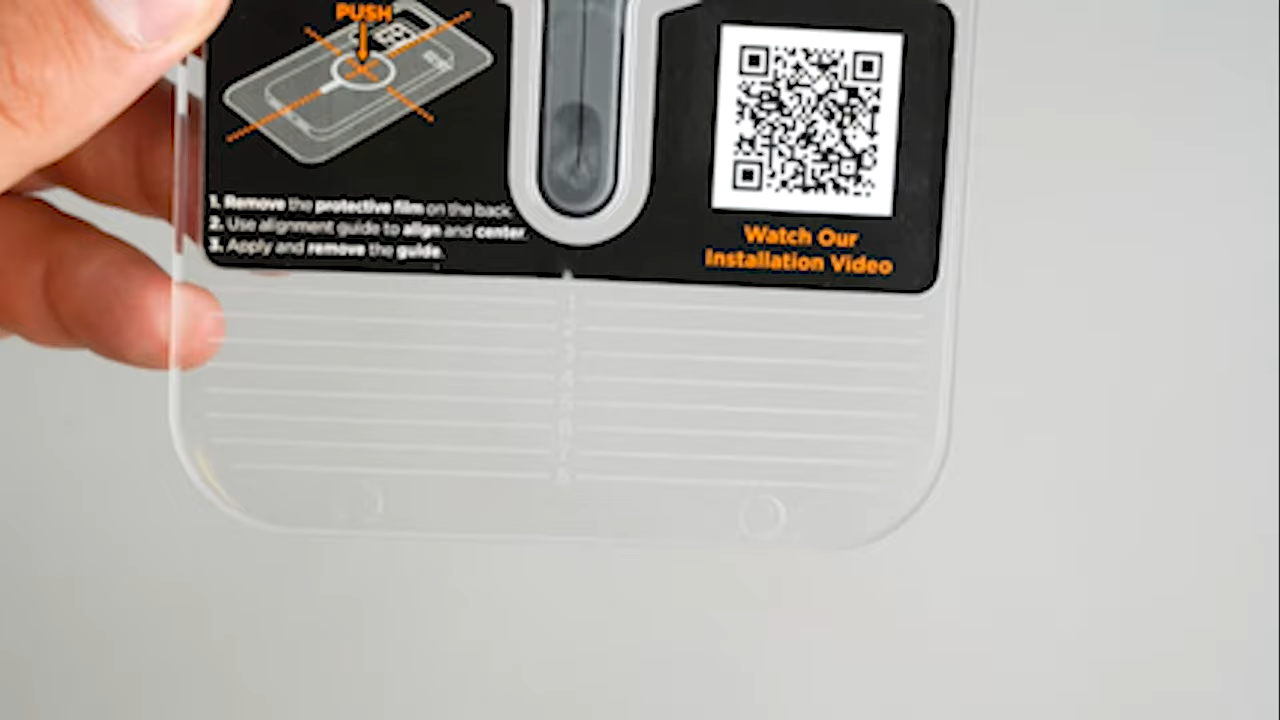 PUSH
1. Remove the protective film on the back.
2. Use alignment guide to align and center.
3. Apply and remove the guide.
Watch Our
Installation Video